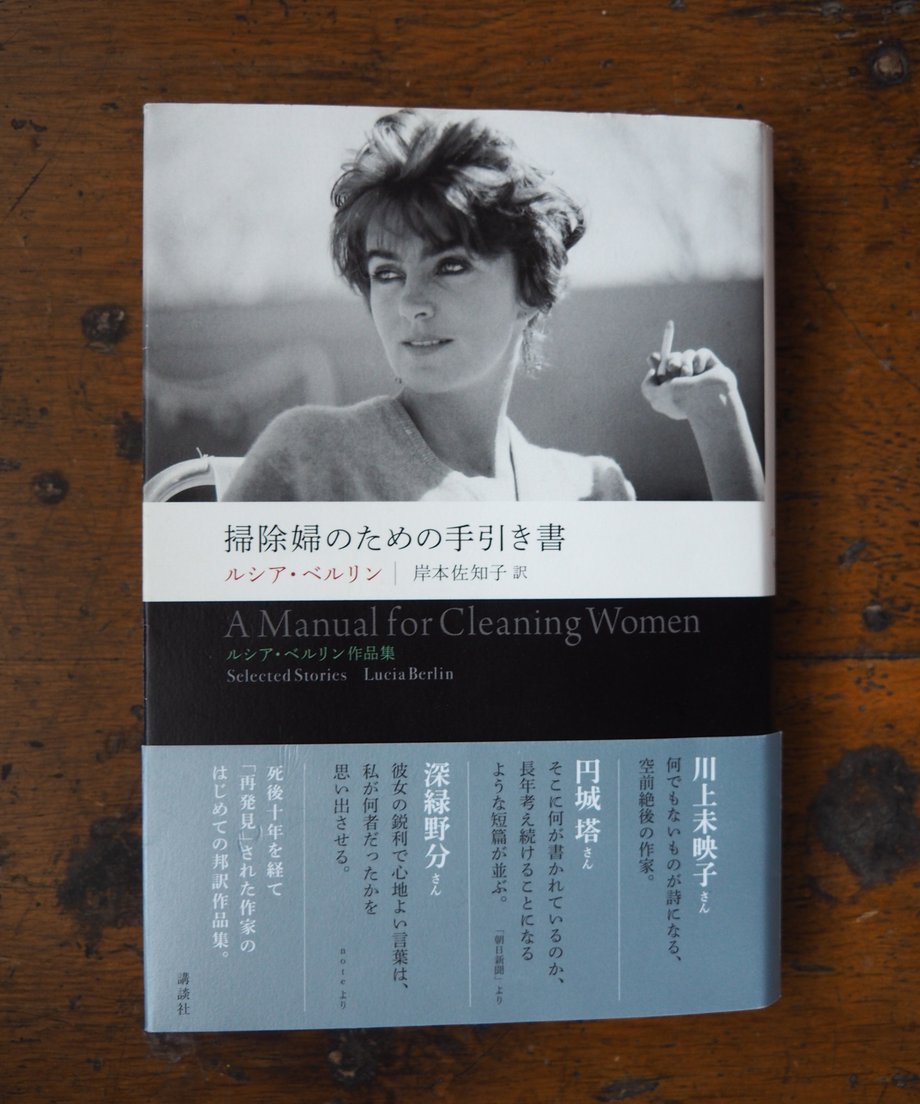 掃除婦のための手引き書
ルシア・ベルリン｜岸本佐知子 訳
A Manual for Cleaning Women
ルシア・ベルリン作品集
Selected Stories Lucia Berlin
川上未映子さん
何でもないものが詩になる、
空前絶後の作家。
円城 塔さん
そこに何が書かれているのか、
長年考え続けることになる
ような短篇が並ぶ。
「朝日新聞」より
深緑野分さん
彼女の鋭利で心地よい言葉は、
私が何者だったかを
思い出させる。
noteより
死後十年を経て
「再発見」された作家の
はじめての邦訳作品集。
講談社